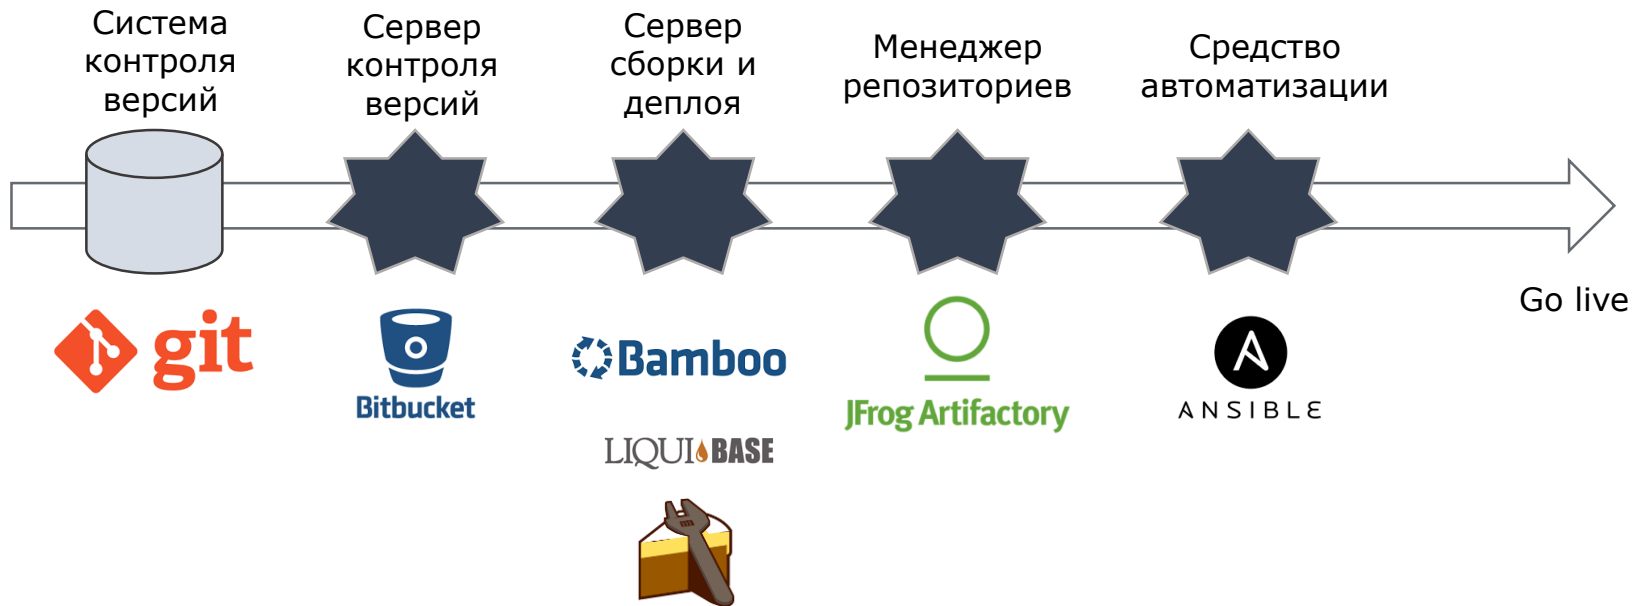 Система
контроля
версий
Сервер
контроля
версий
Сервер
сборки и
деплоя
Менеджер
репозиториев
Средство
автоматизации
Go live
git
Bitbucket
Bamboo
JFrog Artifactory
ANSIBLE
LIQUIBASE